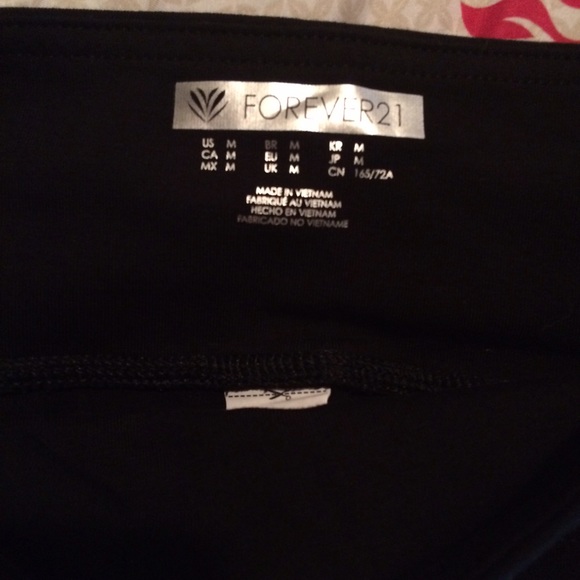 FOREVER21
US M BR M KR M
CA M EU M JP M
MX M UK M CN 165/72A
MADE IN VIETNAM
FABRIQUÉ AU VIETNAM
HECHO EN VIETNAM
FABRICADO NO VIETNAME